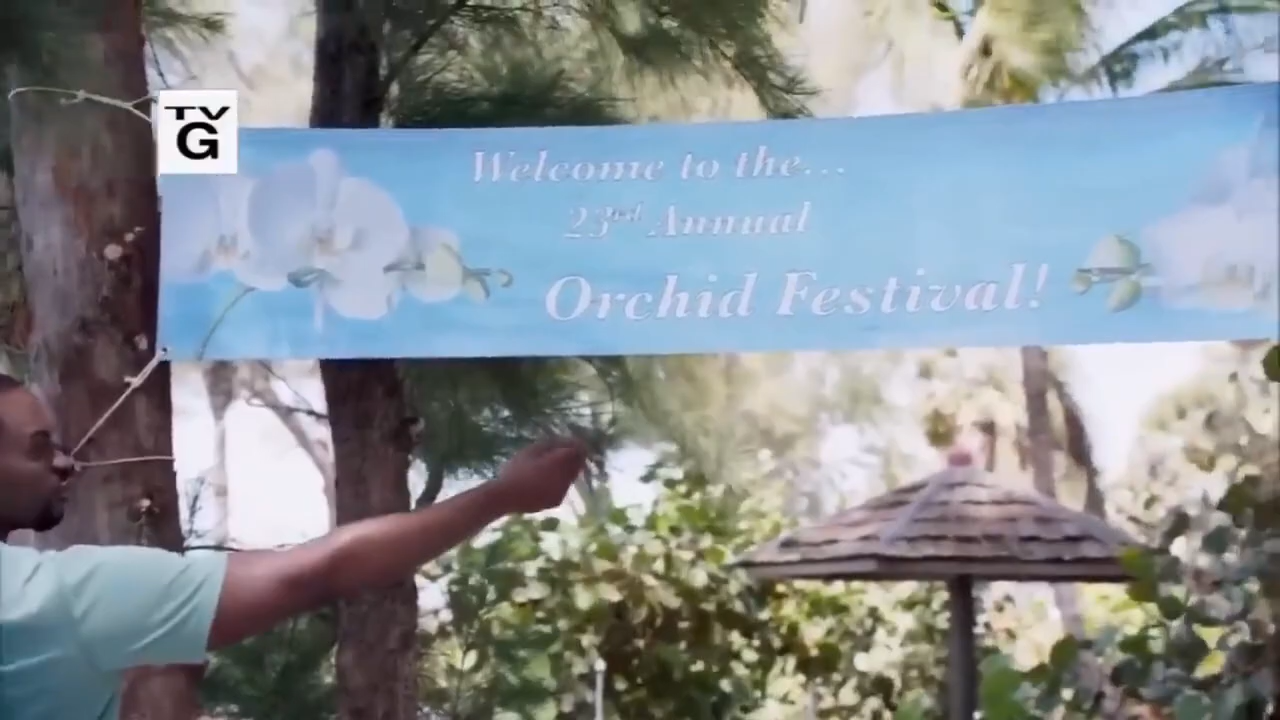 TV
G
Welcome to the...
23rd Annual
Orchid Festival!